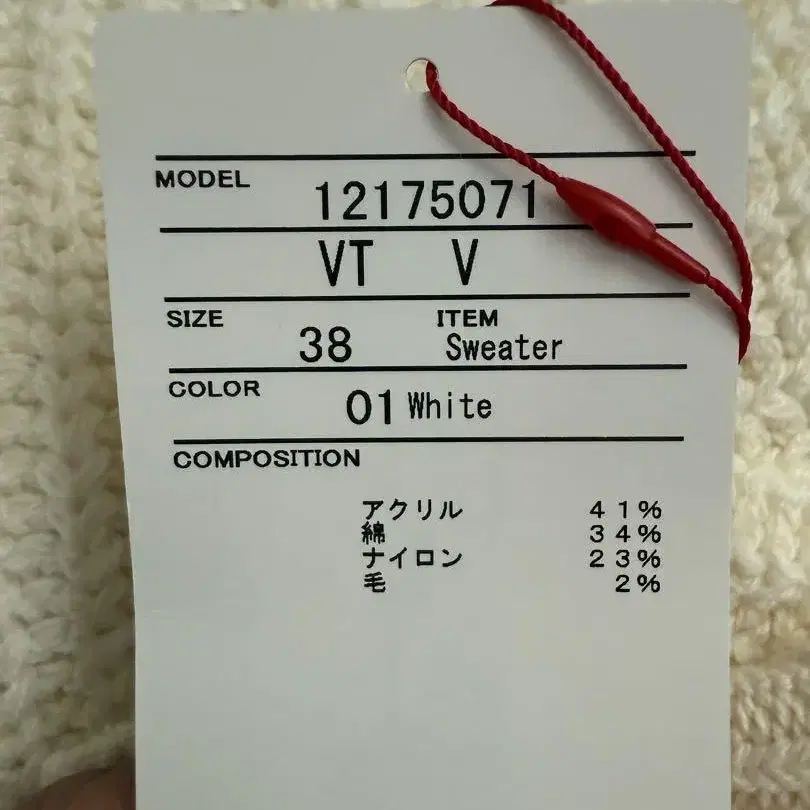 MODEL 12175071
VT V
SIZE 38 ITEM Sweater
COLOR 01 White
COMPOSITION
アクリル 41%
綿 34%
ナイロン 23%
毛 2%